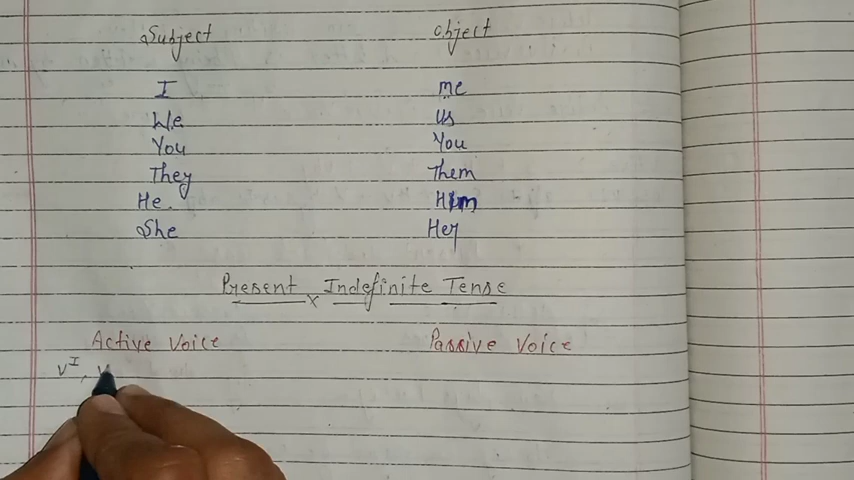 Subject Object
I me
We Us
You You
They Them
He. Him
She Her
Present Indefinite Tense
Active Voice Passive Voice
V^I, V